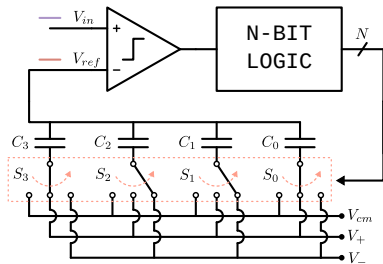 V_in
+
N-BIT
LOGIC
N
V_ref
−
C_3 C_2 C_1 C_0
S_3 S_2 S_1 S_0
V_cm
V_+
V_−